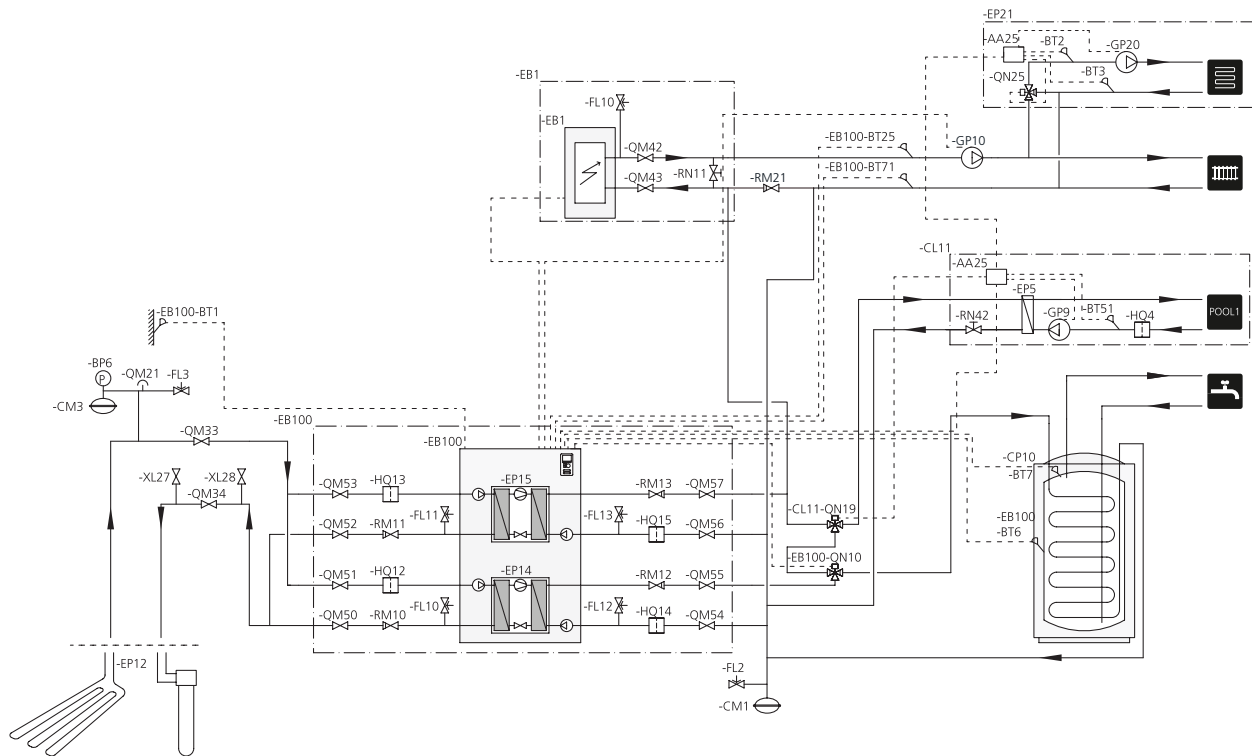 -EP21
-AA25
-BT2
-GP20
-BT3
-QN25
-EB1
-FL10
-EB1
-QM42
-EB100-BT25
-GP10
-RN11
-EB100-BT71
-QM43
-RM21
-CL11
-AA25
-EP5
-BT51
-RN42
-GP9
-HQ4
POOL1
-EB100-BT1
-BP6
P
-QM21
-FL3
-CM3
-EB100
-QM33
-EB100
-XL27
-XL28
-QM34
-QM53
-HQ13
-EP15
-RM13
-QM57
-CP10
-BT7
-QM52
-RM11
-FL11
-FL13
-HQ15
-QM56
-CL11-QN19
-EB100
-BT6
-EB100-QN10
-QM51
-HQ12
-EP14
-RM12
-QM55
-QM50
-RM10
-FL10
-FL12
-HQ14
-QM54
-EP12
-FL2
-CM1